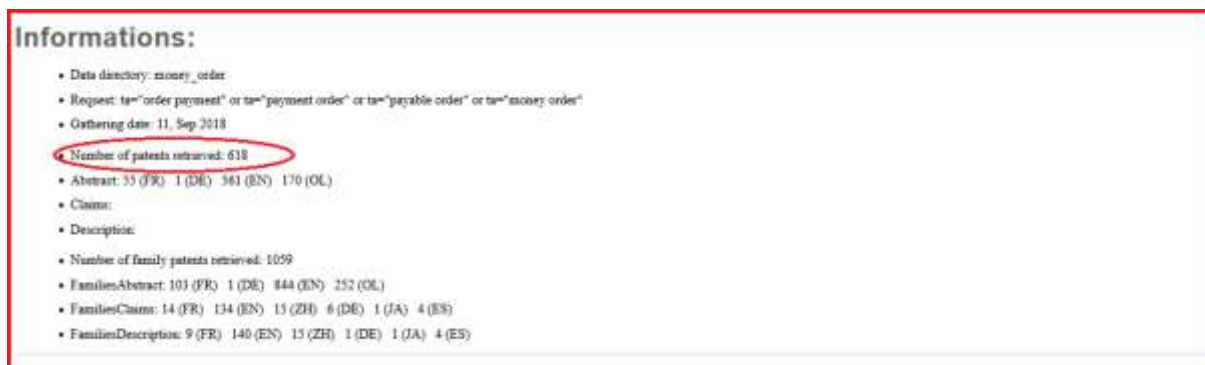 Informations:
• Data directory: money_order
• Request: ta="order payment" or ta="payment order" or ta="payable order" or ta="money order"
• Gathering date: 11, Sep 2018
• Number of patents retrieved: 618
• Abstract: 55 (FR) 1 (DE) 561 (EN) 170 (OL)
• Claims:
• Description:
• Number of family patents retrieved: 1059
• FamiliesAbstract: 103 (FR) 1 (DE) 844 (EN) 252 (OL)
• FamiliesClaims: 14 (FR) 134 (EN) 15 (ZH) 6 (DE) 1 (JA) 4 (ES)
• FamiliesDescription: 9 (FR) 140 (EN) 15 (ZH) 1 (DE) 1 (JA) 4 (ES)